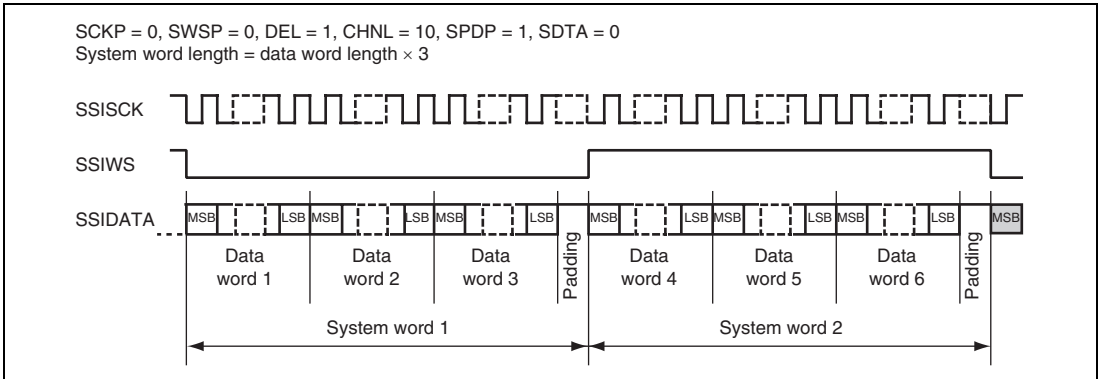 SCKP = 0, SWSP = 0, DEL = 1, CHNL = 10, SPDP = 1, SDTA = 0
System word length = data word length × 3
SSISCK
SSIWS
SSIDATA
MSB LSB MSB LSB MSB LSB MSB LSB MSB LSB MSB LSB MSB
Data word 1
Data word 2
Data word 3
Padding
Data word 4
Data word 5
Data word 6
Padding
System word 1
System word 2